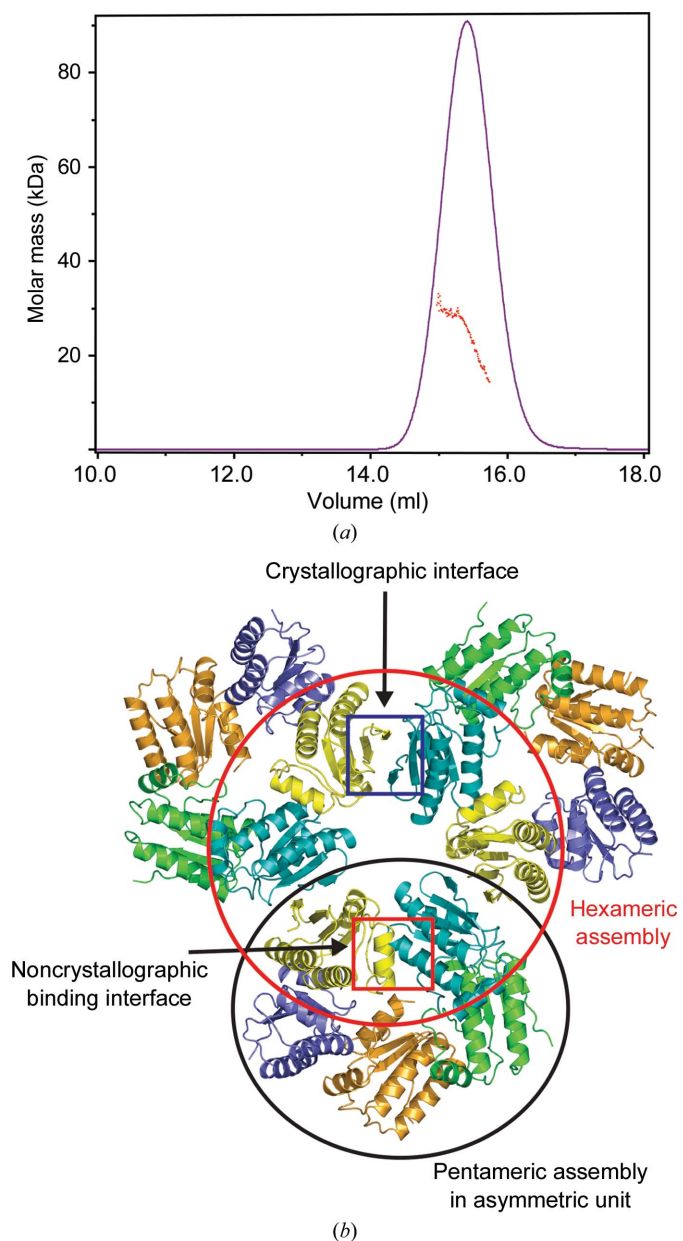 80
60
40
20
Molar mass (kDa)
10.0 12.0 14.0 16.0 18.0
Volume (ml)
(a)
Crystallographic interface
Hexameric
assembly
Noncrystallographic
binding interface
Pentameric assembly
in asymmetric unit
(b)